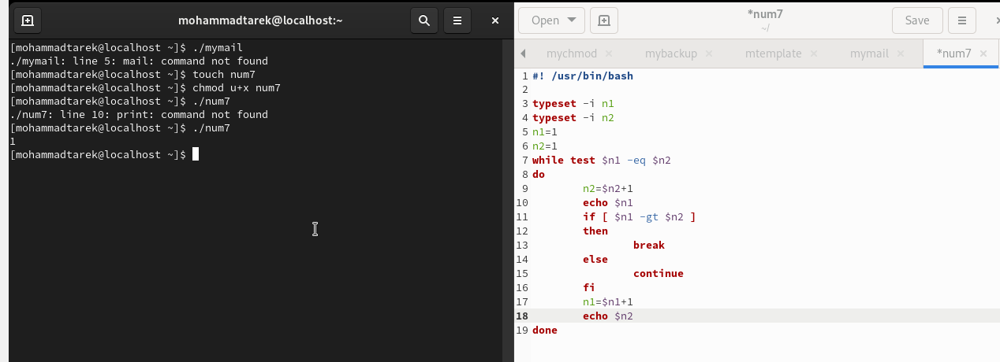 mohammadtarek@localhost:~
[mohammadtarek@localhost ~]$ ./mymail
./mymail: line 5: mail: command not found
[mohammadtarek@localhost ~]$ touch num7
[mohammadtarek@localhost ~]$ chmod u+x num7
[mohammadtarek@localhost ~]$ ./num7
./num7: line 10: print: command not found
[mohammadtarek@localhost ~]$ ./num7
1
[mohammadtarek@localhost ~]$
Open
*num7
~/
Save
mychmod
mybackup
mtemplate
mymail
*num7
1 #! /usr/bin/bash
2
3 typeset -i n1
4 typeset -i n2
5 n1=1
6 n2=1
7 while test $n1 -eq $n2
8 do
9 n2=$n2+1
10 echo $n1
11 if [ $n1 -gt $n2 ]
12 then
13 break
14 else
15 continue
16 fi
17 n1=$n1+1
18 echo $n2
19 done